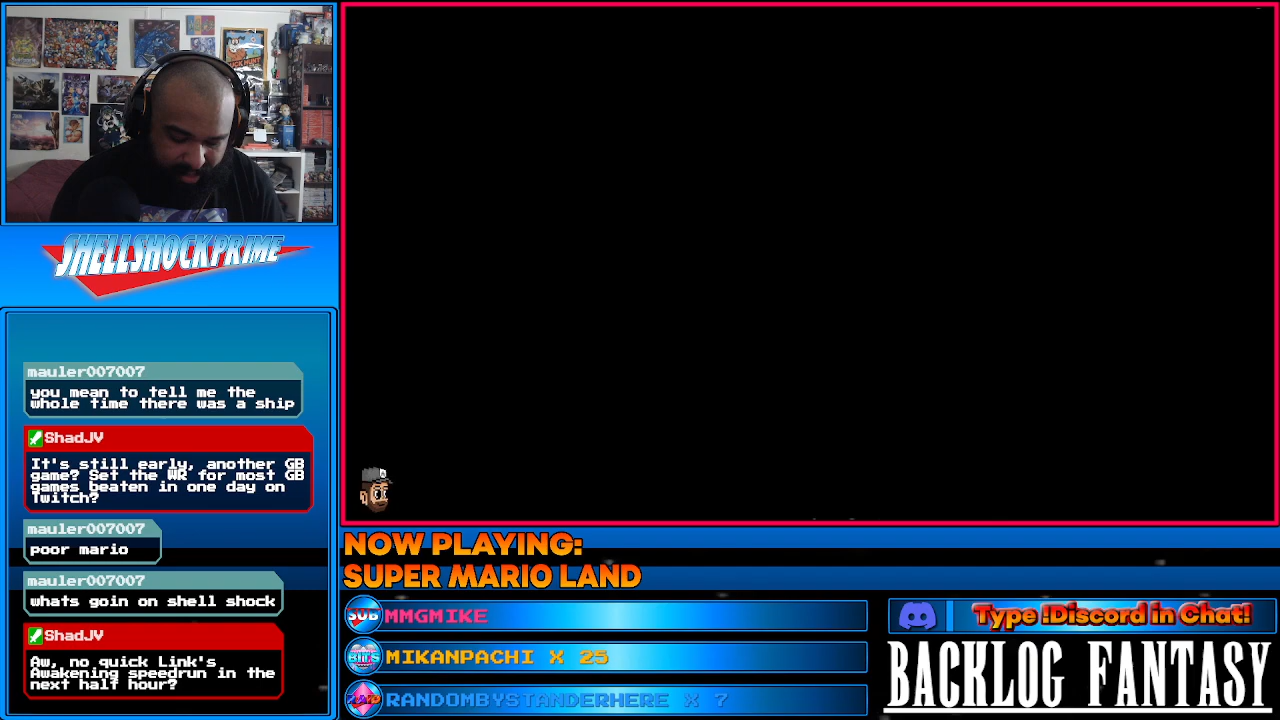 SHELLSHOCKPRIME
mauler007007
you mean to tell me the
whole time there was a ship
ShadJV
It's still early, another GB
game? Set the WR for most GB
games beaten in one day on
Twitch?
mauler007007
poor mario
mauler007007
whats goin on shell shock
ShadJV
Aw, no quick Link's
Awakening speedrun in the
next half hour?
NOW PLAYING:
SUPER MARIO LAND
SUB MMGMIKE
BITS MIKANPACHI X 25
RAID RANDOMBYSTANDERHERE X 7
Type !Discord in Chat!
BACKLOG FANTASY